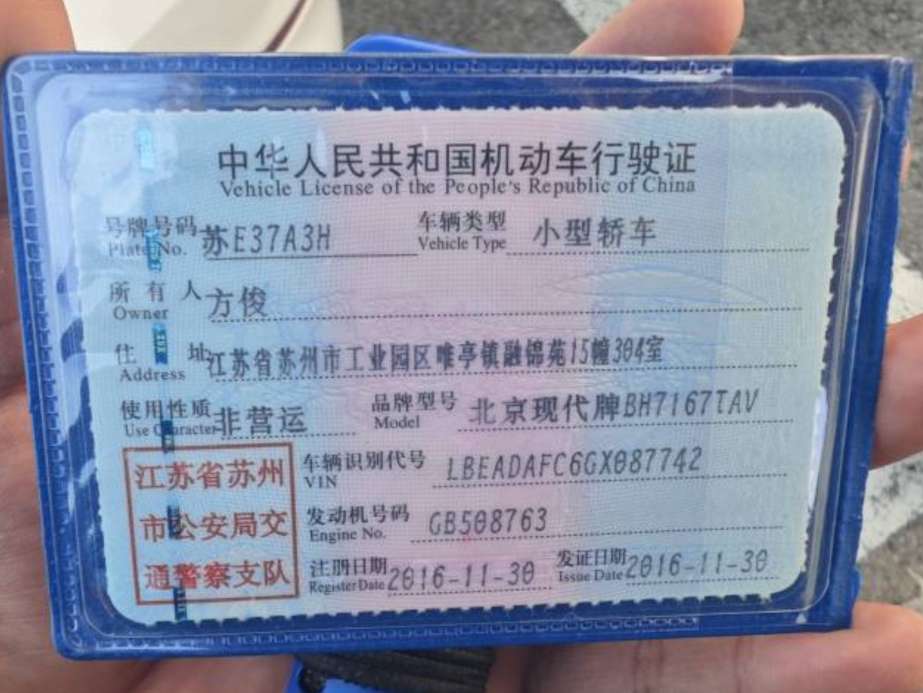 中华人民共和国机动车行驶证
Vehicle License of the People's Republic of China
号牌号码 苏E37A3H 车辆类型 小型轿车
Plate No. Vehicle Type
所有人 方俊
Owner
住址 江苏省苏州市工业园区唯亭镇融锦苑15幢304室
Address
使用性质 非营运 品牌型号 北京现代牌BH7167TAV
Use Character Model
江苏省苏州
市公安局交
通警察支队
车辆识别代号 LBEADAFC6GX087742
VIN
发动机号码 GB508763
Engine No.
注册日期 2016-11-30 发证日期 2016-11-30
Register Date Issue Date